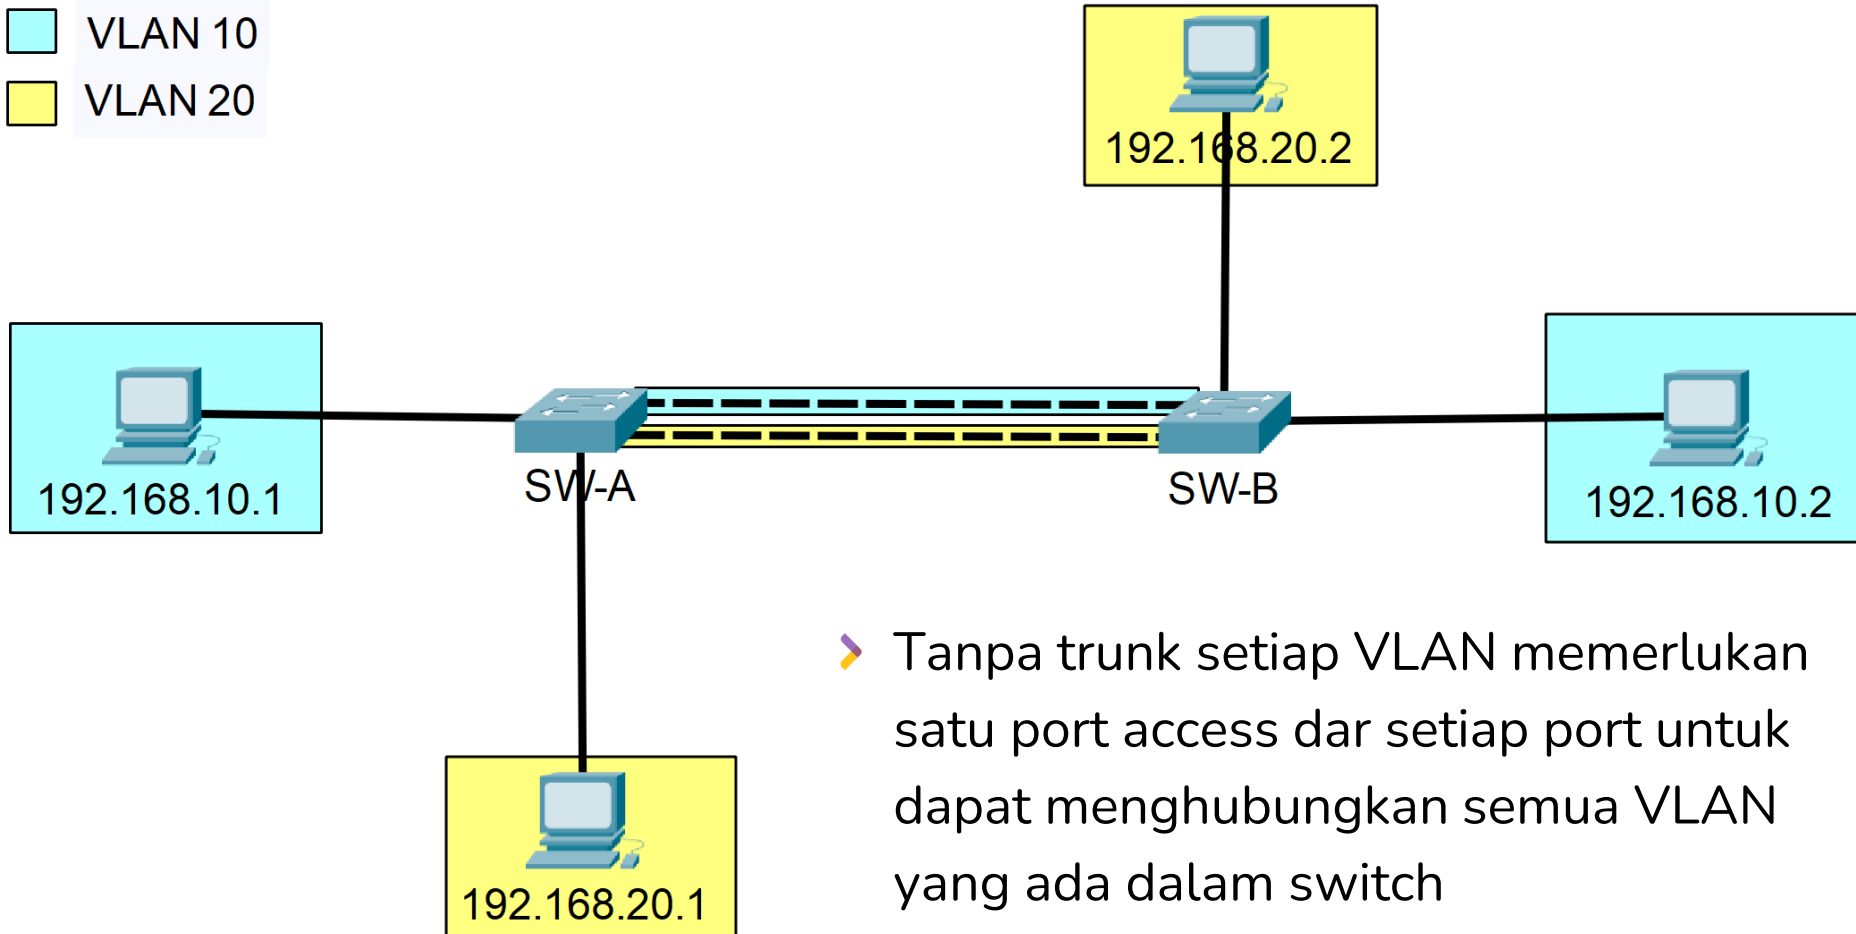 VLAN 10
VLAN 20
192.168.20.2
192.168.10.1
SW-A
SW-B
192.168.10.2
Tanpa trunk setiap VLAN memerlukan
satu port access dar setiap port untuk
dapat menghubungkan semua VLAN
yang ada dalam switch
192.168.20.1